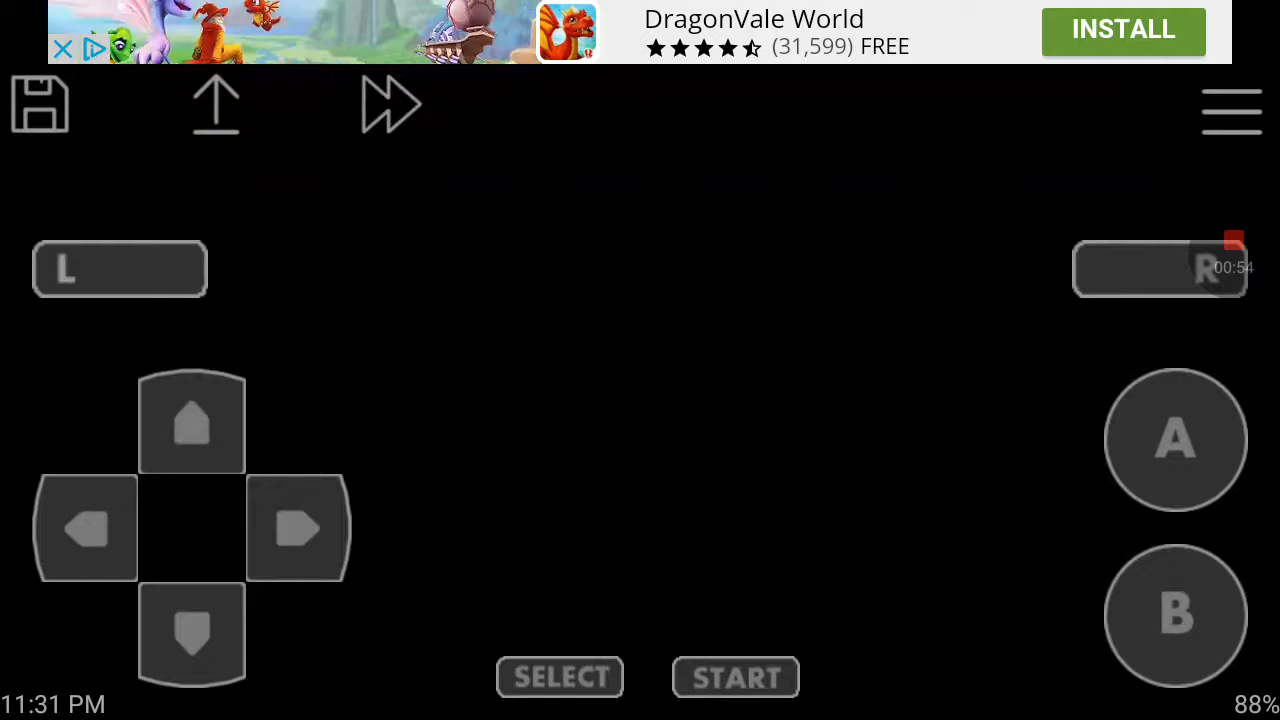 DragonVale World
(31,599) FREE
INSTALL
L
R
00:54
A
B
SELECT
START
11:31 PM
88%